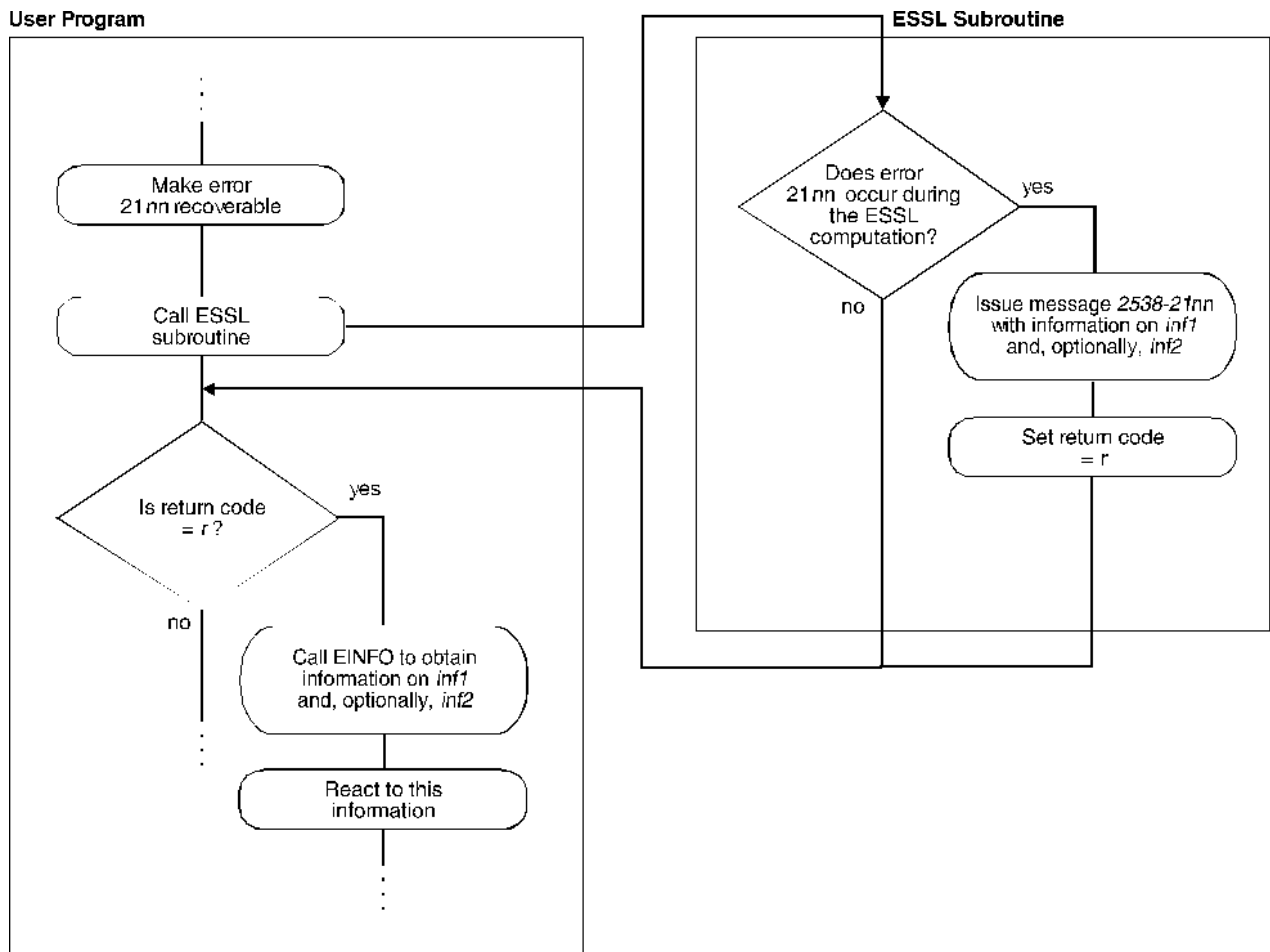 User Program
Make error
21nn recoverable
Call ESSL
subroutine
Is return code
= r?
yes
no
Call EINFO to obtain
information on inf1
and, optionally, inf2
React to this
information
ESSL Subroutine
Does error
21nn occur during
the ESSL
computation?
yes
no
Issue message 2538-21nn
with information on inf1
and, optionally, inf2
Set return code
= r